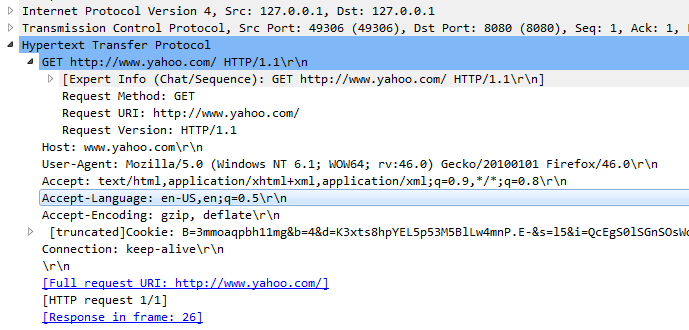 Internet Protocol Version 4, Src: 127.0.0.1, Dst: 127.0.0.1
Transmission Control Protocol, Src Port: 49306 (49306), Dst Port: 8080 (8080), Seq: 1, Ack: 1,
Hypertext Transfer Protocol
GET http://www.yahoo.com/ HTTP/1.1\r\n
[Expert Info (Chat/Sequence): GET http://www.yahoo.com/ HTTP/1.1\r\n]
Request Method: GET
Request URI: http://www.yahoo.com/
Request Version: HTTP/1.1
Host: www.yahoo.com\r\n
User-Agent: Mozilla/5.0 (Windows NT 6.1; WOW64; rv:46.0) Gecko/20100101 Firefox/46.0\r\n
Accept: text/html,application/xhtml+xml,application/xml;q=0.9,*/*;q=0.8\r\n
Accept-Language: en-US,en;q=0.5\r\n
Accept-Encoding: gzip, deflate\r\n
[truncated]Cookie: B=3mmoaqpbh11mg&b=4&d=K3xts8hpYEL5p53M5BlLw4mnP.E-&s=l5&i=QcEgS0lSGnSOsWo
Connection: keep-alive\r\n
\r\n
[Full request URI: http://www.yahoo.com/]
[HTTP request 1/1]
[Response in frame: 26]